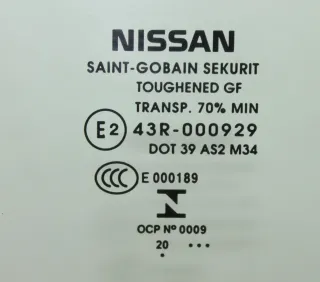 NISSAN
SAINT-GOBAIN SEKURIT
TOUGHENED GF
TRANSP. 70% MIN
E2 43R-000929
DOT 39 AS2 M34
CCC E 000189
N
OCP Nº 0009
20 •••
•